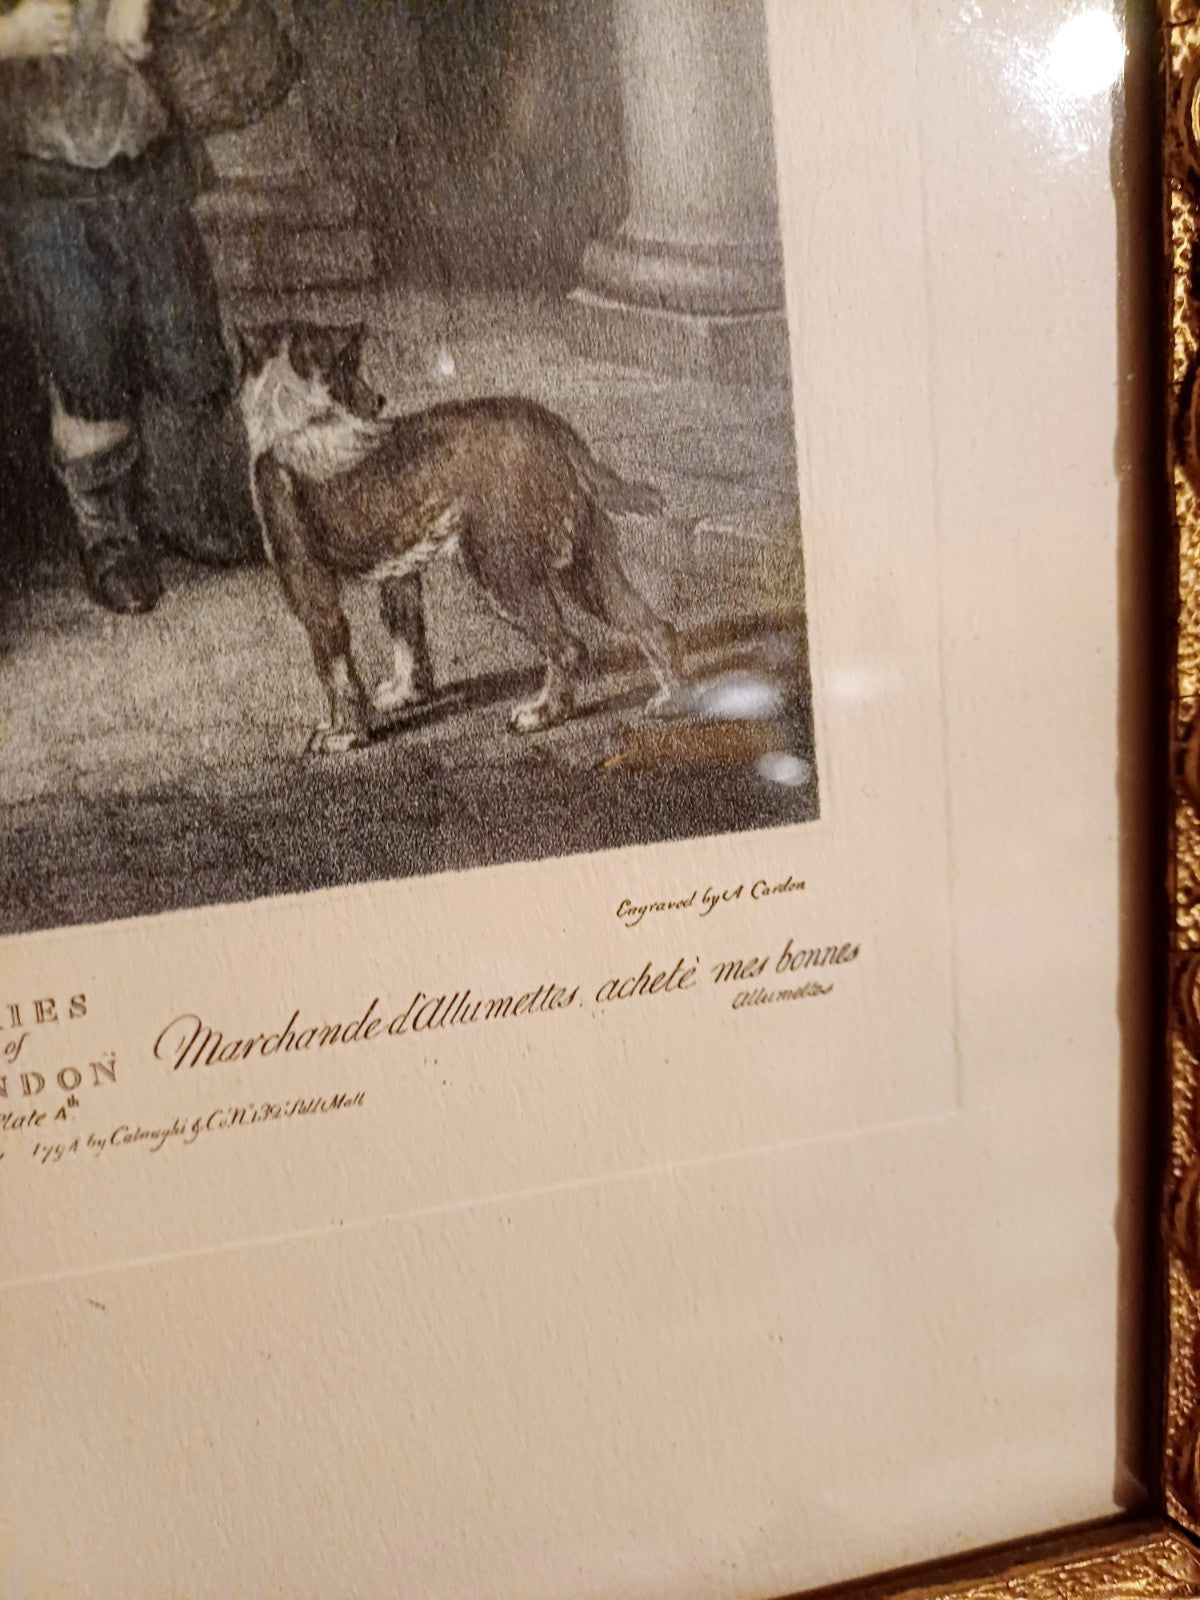 Engraved by A Cardon
RIES
of
NDON
Plate 4th
Marchande d'Allumettes, achetè mes bonnes
Allumettes
1794 by Colnaghi & Co. No. 132 Pall Mall